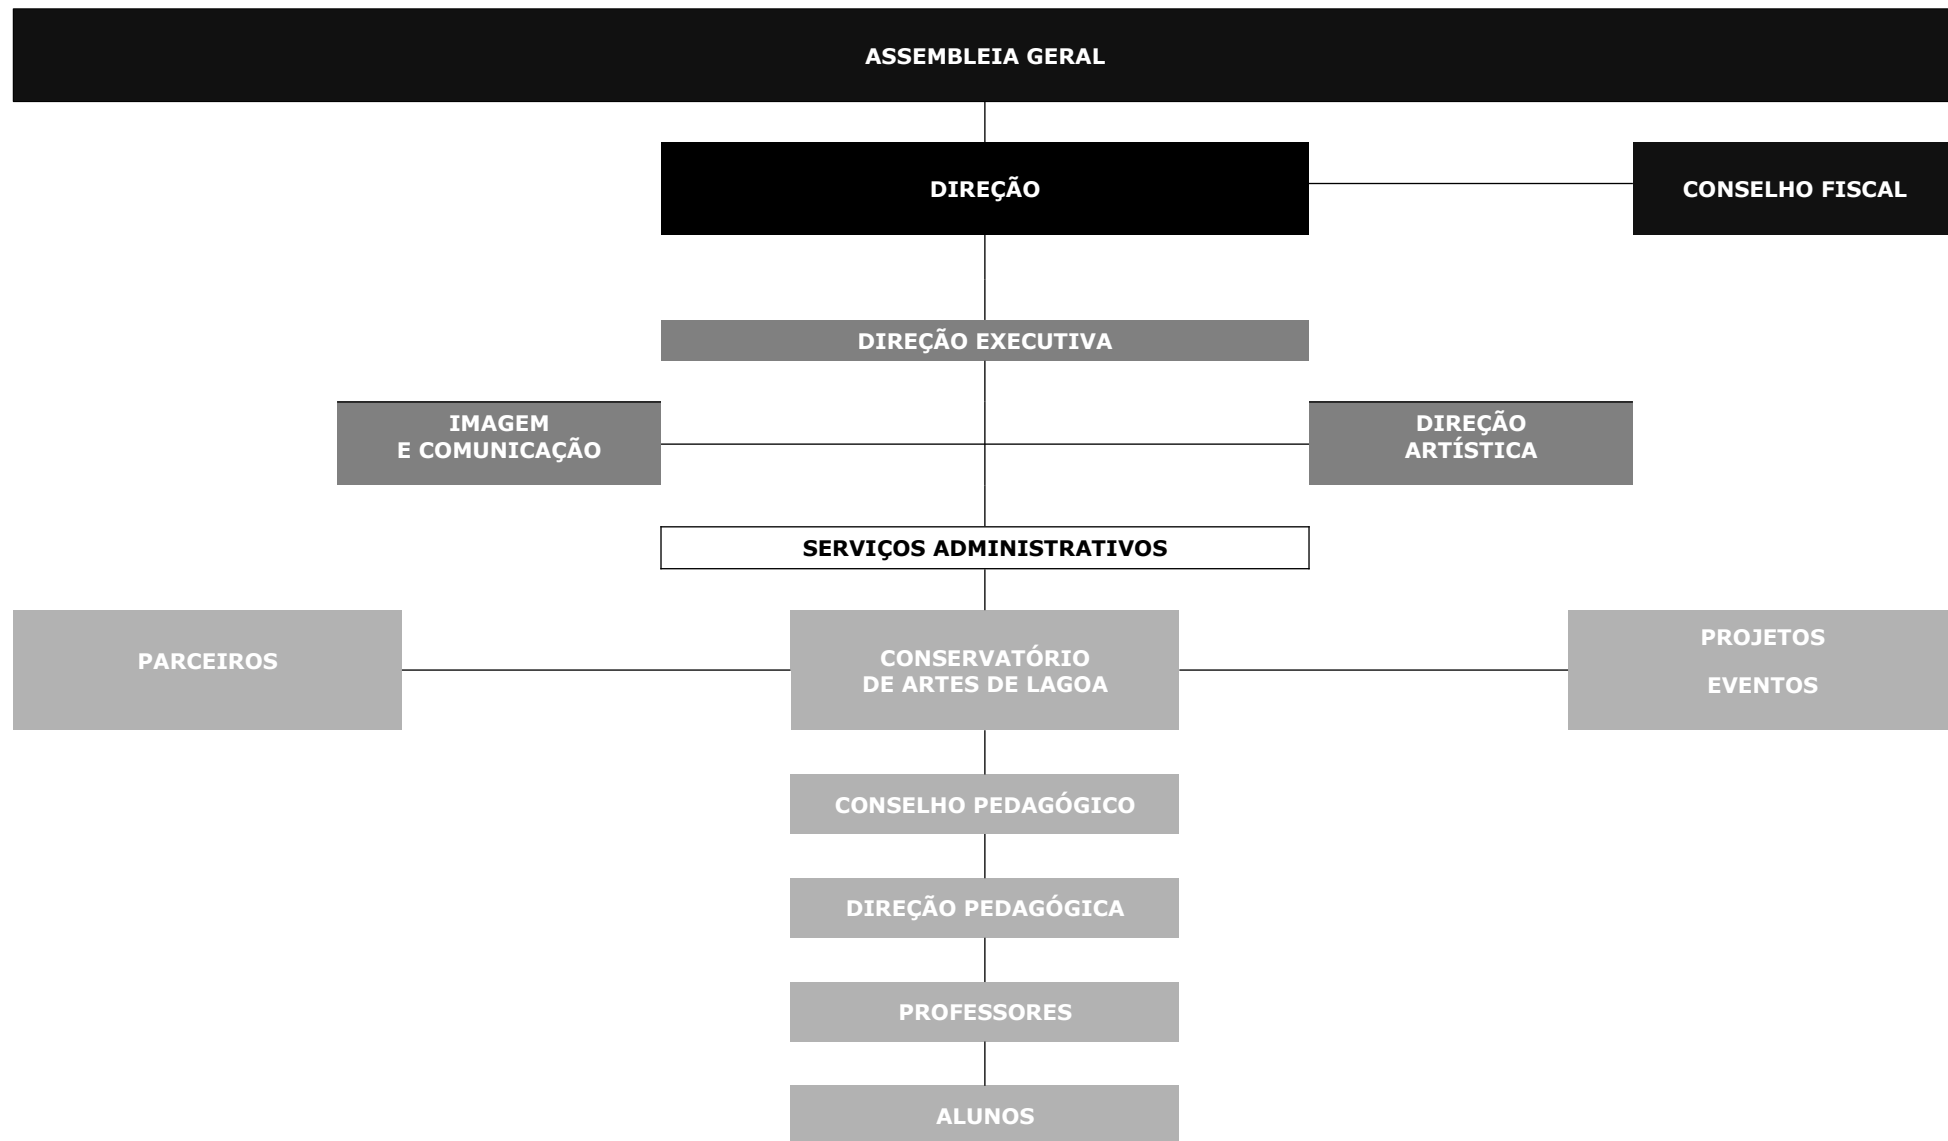 ASSEMBLEIA GERAL
DIREÇÃO
CONSELHO FISCAL
DIREÇÃO EXECUTIVA
IMAGEM
E COMUNICAÇÃO
DIREÇÃO
ARTÍSTICA
SERVIÇOS ADMINISTRATIVOS
PARCEIROS
CONSERVATÓRIO
DE ARTES DE LAGOA
PROJETOS
EVENTOS
CONSELHO PEDAGÓGICO
DIREÇÃO PEDAGÓGICA
PROFESSORES
ALUNOS